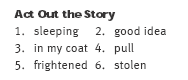 Act Out the Story
1. sleeping 2. good idea
3. in my coat 4. pull
5. frightened 6. stolen